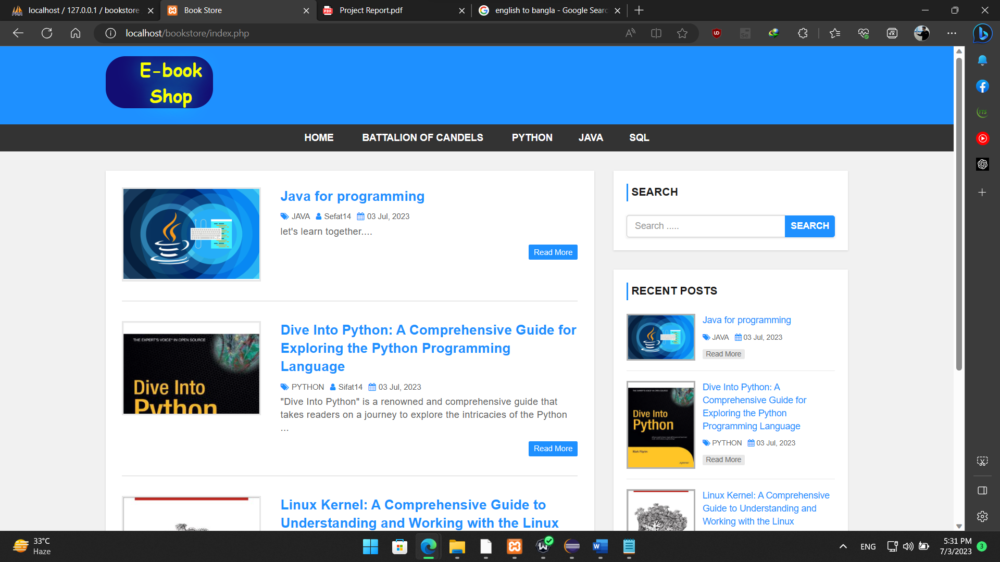 localhost / 127.0.0.1 / bookstore
Book Store
Project Report.pdf
english to bangla - Google Searc
localhost/bookstore/index.php
E-book
Shop
HOME BATTALION OF CANDELS PYTHON JAVA SQL
Java for programming
JAVA Sefat14 03 Jul, 2023
let's learn together....
Read More
THE EXPERT'S VOICE® IN OPEN SOURCE
Dive Into
Python
Dive Into Python: A Comprehensive Guide for
Exploring the Python Programming
Language
PYTHON Sifat14 03 Jul, 2023
"Dive Into Python" is a renowned and comprehensive guide that
takes readers on a journey to explore the intricacies of the Python
...
Read More
Linux Kernel: A Comprehensive Guide to
Understanding and Working with the Linux
SEARCH
Search .....
SEARCH
RECENT POSTS
Java for programming
JAVA 03 Jul, 2023
Read More
Dive Into
Python
Mark Pilgrim
Dive Into Python: A
Comprehensive Guide for
Exploring the Python
Programming Language
PYTHON 03 Jul, 2023
Read More
Linux Kernel: A Comprehensive
Guide to Understanding and
Working with the Linux
YTS
33°C
Haze
ENG
5:31 PM
7/3/2023
3